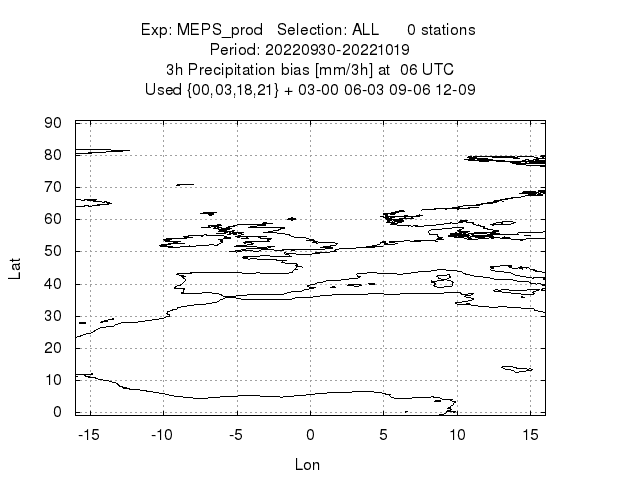 Exp: MEPS_prod Selection: ALL 0 stations
Period: 20220930-20221019
3h Precipitation bias [mm/3h] at 06 UTC
Used {00,03,18,21} + 03-00 06-03 09-06 12-09
90
80
70
60
50
40
30
20
10
0
Lat
-15 -10 -5 0 5 10 15
Lon